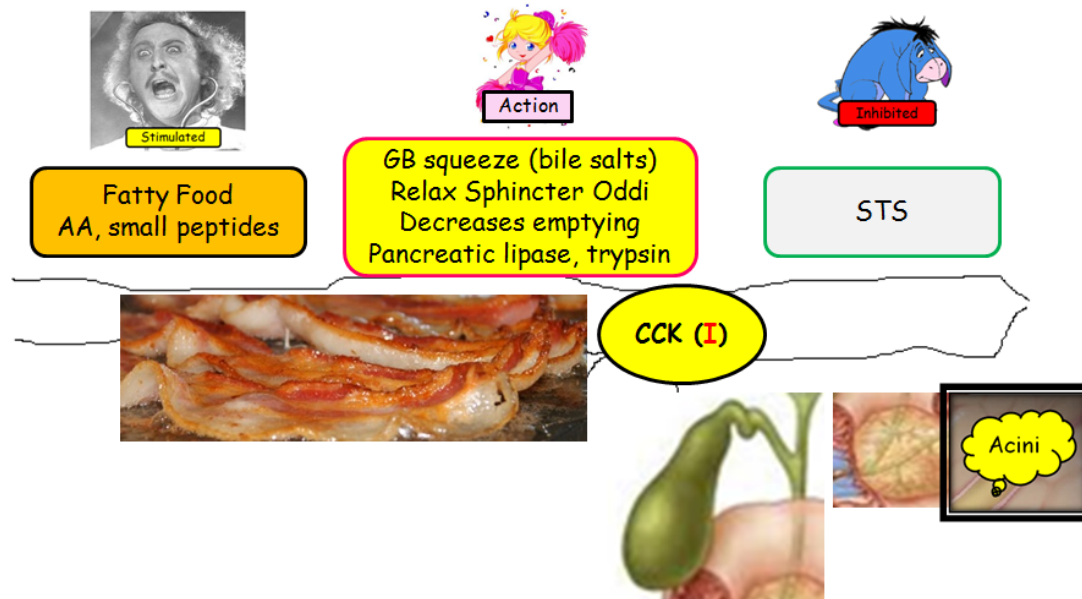 Stimulated
Action
Inhibited
Fatty Food
AA, small peptides
GB squeeze (bile salts)
Relax Sphincter Oddi
Decreases emptying
Pancreatic lipase, trypsin
STS
CCK (I)
Acini